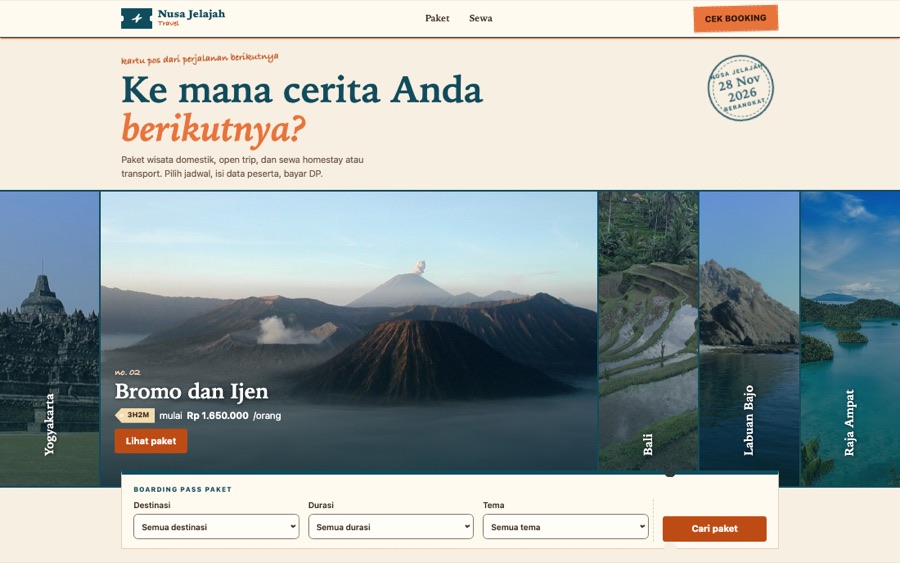 Nusa Jelajah
Travel
Paket
Sewa
CEK BOOKING
kartu pos dari perjalanan berikutnya
Ke mana cerita Anda
berikutnya?
Paket wisata domestik, open trip, dan sewa homestay atau
transport. Pilih jadwal, isi data peserta, bayar DP.
NUSA JELAJAH
28 Nov
2026
BERANGKAT
Yogyakarta
no. 02
Bromo dan Ijen
3H2M mulai Rp 1.650.000 /orang
Lihat paket
Bali
Labuan Bajo
Raja Ampat
BOARDING PASS PAKET
Destinasi
Durasi
Tema
Semua destinasi
Semua durasi
Semua tema
Cari paket